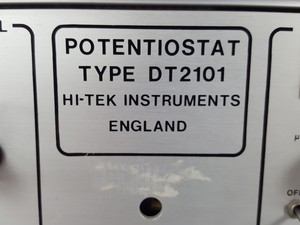 POTENTIOSTAT
TYPE DT2101
HI-TEK INSTRUMENTS
ENGLAND